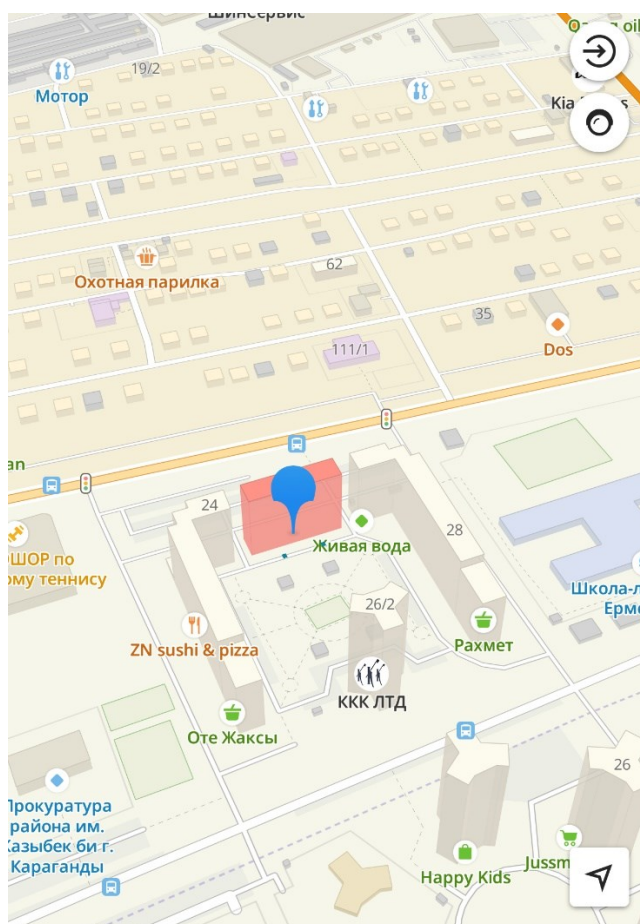 ШИНСЕРВИС
19/2
Мотор
Kia
62
Охотная парилка
35
111/1
Dos
an
24
28
Живая вода
ОШОР по
ому теннису
26/2
Школа-л
Ерме
ZN sushi & pizza
Рахмет
ККК ЛТД
Оте Жаксы
26
Прокуратура
района им.
Казыбек би г.
Караганды
Happy Kids
Jussm